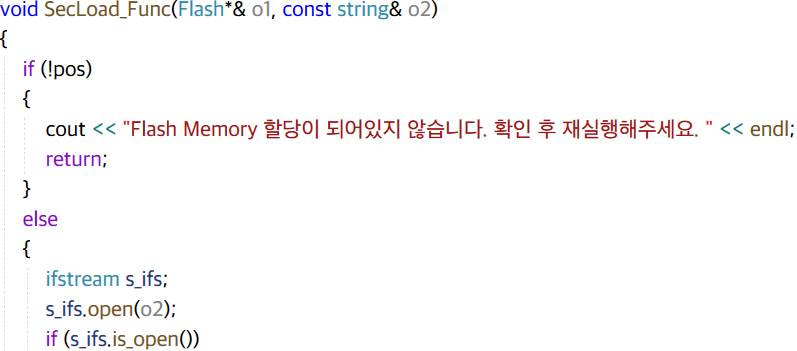 void SecLoad_Func(Flash*& o1, const string& o2)
{
if (!pos)
{
cout << "Flash Memory 할당이 되어있지 않습니다. 확인 후 재실행해주세요. " << endl;
return;
}
else
{
ifstream s_ifs;
s_ifs.open(o2);
if (s_ifs.is_open())